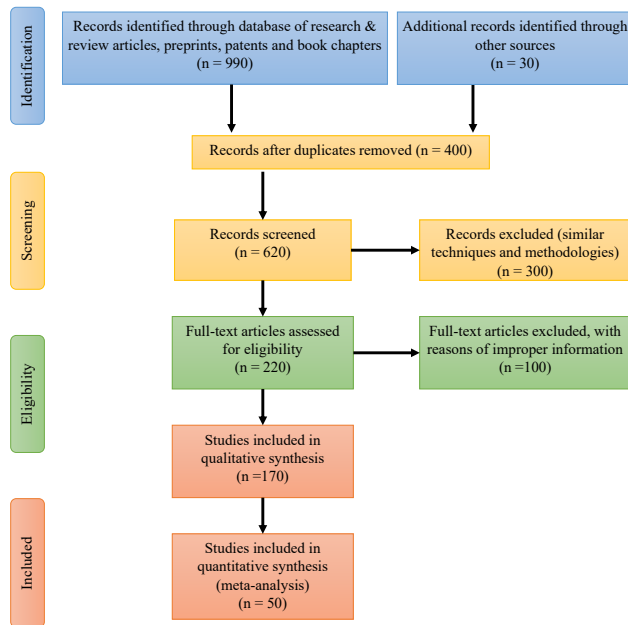 Identification
Records identified through database of research &
review articles, preprints, patents and book chapters
(n = 990)
Additional records identified through
other sources
(n = 30)
Records after duplicates removed (n = 400)
Screening
Records screened
(n = 620)
Records excluded (similar
techniques and methodologies)
(n = 300)
Eligibility
Full-text articles assessed
for eligibility
(n = 220)
Full-text articles excluded, with
reasons of improper information
(n =100)
Studies included in
qualitative synthesis
(n =170)
Included
Studies included in
quantitative synthesis
(meta-analysis)
(n = 50)